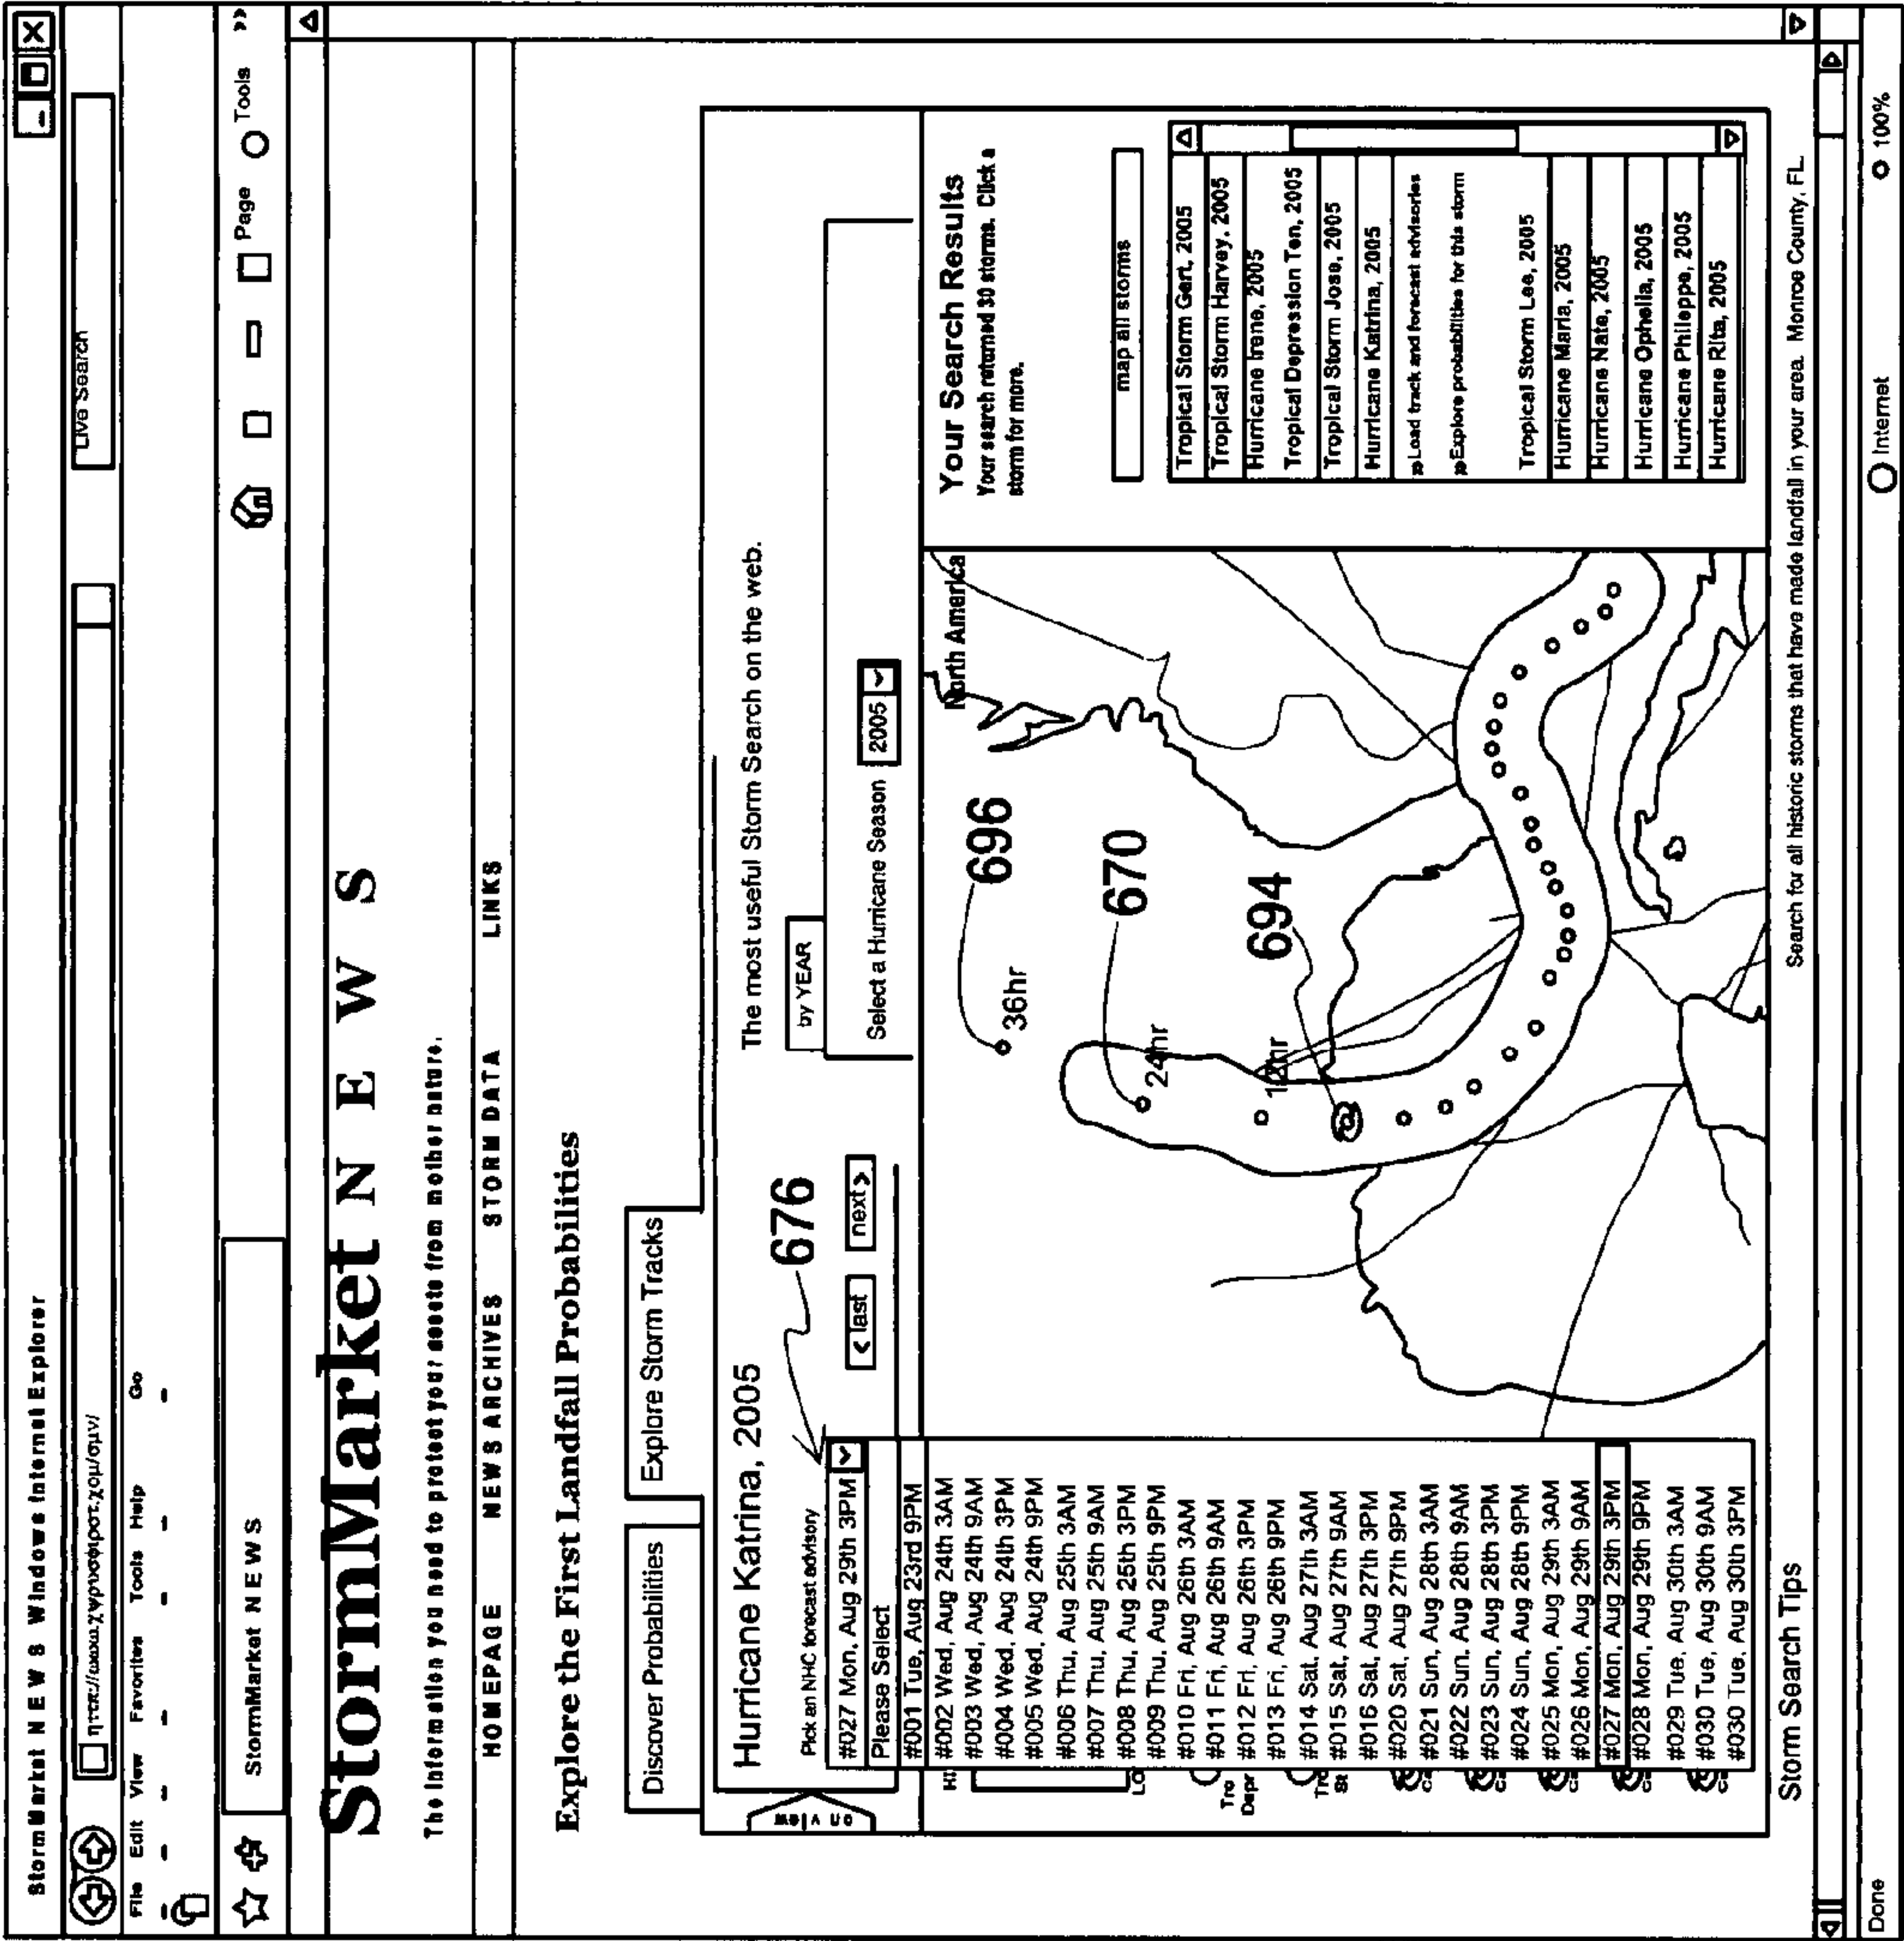 StormMarket NEWS Windows Internet Explorer
ηττπ://ωωω.χψρυσφιρστ.χομ/σμν/
Live Search
File Edit View Favorites Tools Help Go
StormMarket NEWS
Page Tools »
StormMarket NEWS
The information you need to protect your assets from mother nature.
HOMEPAGE NEWS ARCHIVES STORM DATA LINKS
Explore the First Landfall Probabilities
Discover Probabilities Explore Storm Tracks
Hurricane Katrina, 2005
The most useful Storm Search on the web.
on view
676
Pick an NHC forecast advisory
by YEAR
#027 Mon, Aug 29th 3PM
< last next >
Select a Hurricane Season 2005
Please Select
#001 Tue, Aug 23rd 9PM
#002 Wed, Aug 24th 3AM
#003 Wed, Aug 24th 9AM
#004 Wed, Aug 24th 3PM
#005 Wed, Aug 24th 9PM
#006 Thu, Aug 25th 3AM
#007 Thu, Aug 25th 9AM
#008 Thu, Aug 25th 3PM
#009 Thu, Aug 25th 9PM
#010 Fri, Aug 26th 3AM
#011 Fri, Aug 26th 9AM
#012 Fri, Aug 26th 3PM
#013 Fri, Aug 26th 9PM
#014 Sat, Aug 27th 3AM
#015 Sat, Aug 27th 9AM
#016 Sat, Aug 27th 3PM
#020 Sat, Aug 27th 9PM
#021 Sun, Aug 28th 3AM
#022 Sun, Aug 28th 9AM
#023 Sun, Aug 28th 3PM
#024 Sun, Aug 28th 9PM
#025 Mon, Aug 29th 3AM
#026 Mon, Aug 29th 9AM
#027 Mon, Aug 29th 3PM
#028 Mon, Aug 29th 9PM
#029 Tue, Aug 30th 3AM
#030 Tue, Aug 30th 9AM
#030 Tue, Aug 30th 3PM
Tro
Depr
North America
696
36hr
670
24hr
694
12hr
Your Search Results
Your search returned 30 storms. Click a
storm for more.
map all storms
Tropical Storm Gert, 2005
Tropical Storm Harvey, 2005
Hurricane Irene, 2005
Tropical Depression Ten, 2005
Tropical Storm Jose, 2005
Hurricane Katrina, 2005
»Load track and forecast advisories
»Explore probabilities for this storm
Tropical Storm Lee, 2005
Hurricane Maria, 2005
Hurricane Nate, 2005
Hurricane Ophelia, 2005
Hurricane Philippe, 2005
Hurricane Rita, 2005
Storm Search Tips
Search for all historic storms that have made landfall in your area. Monroe County, FL
Done
Internet
100%